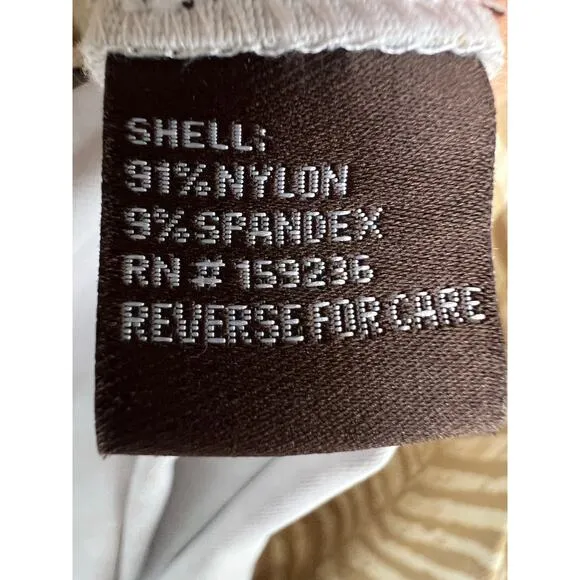 SHELL:
91% NYLON
9% SPANDEX
RN # 159236
REVERSE FOR CARE